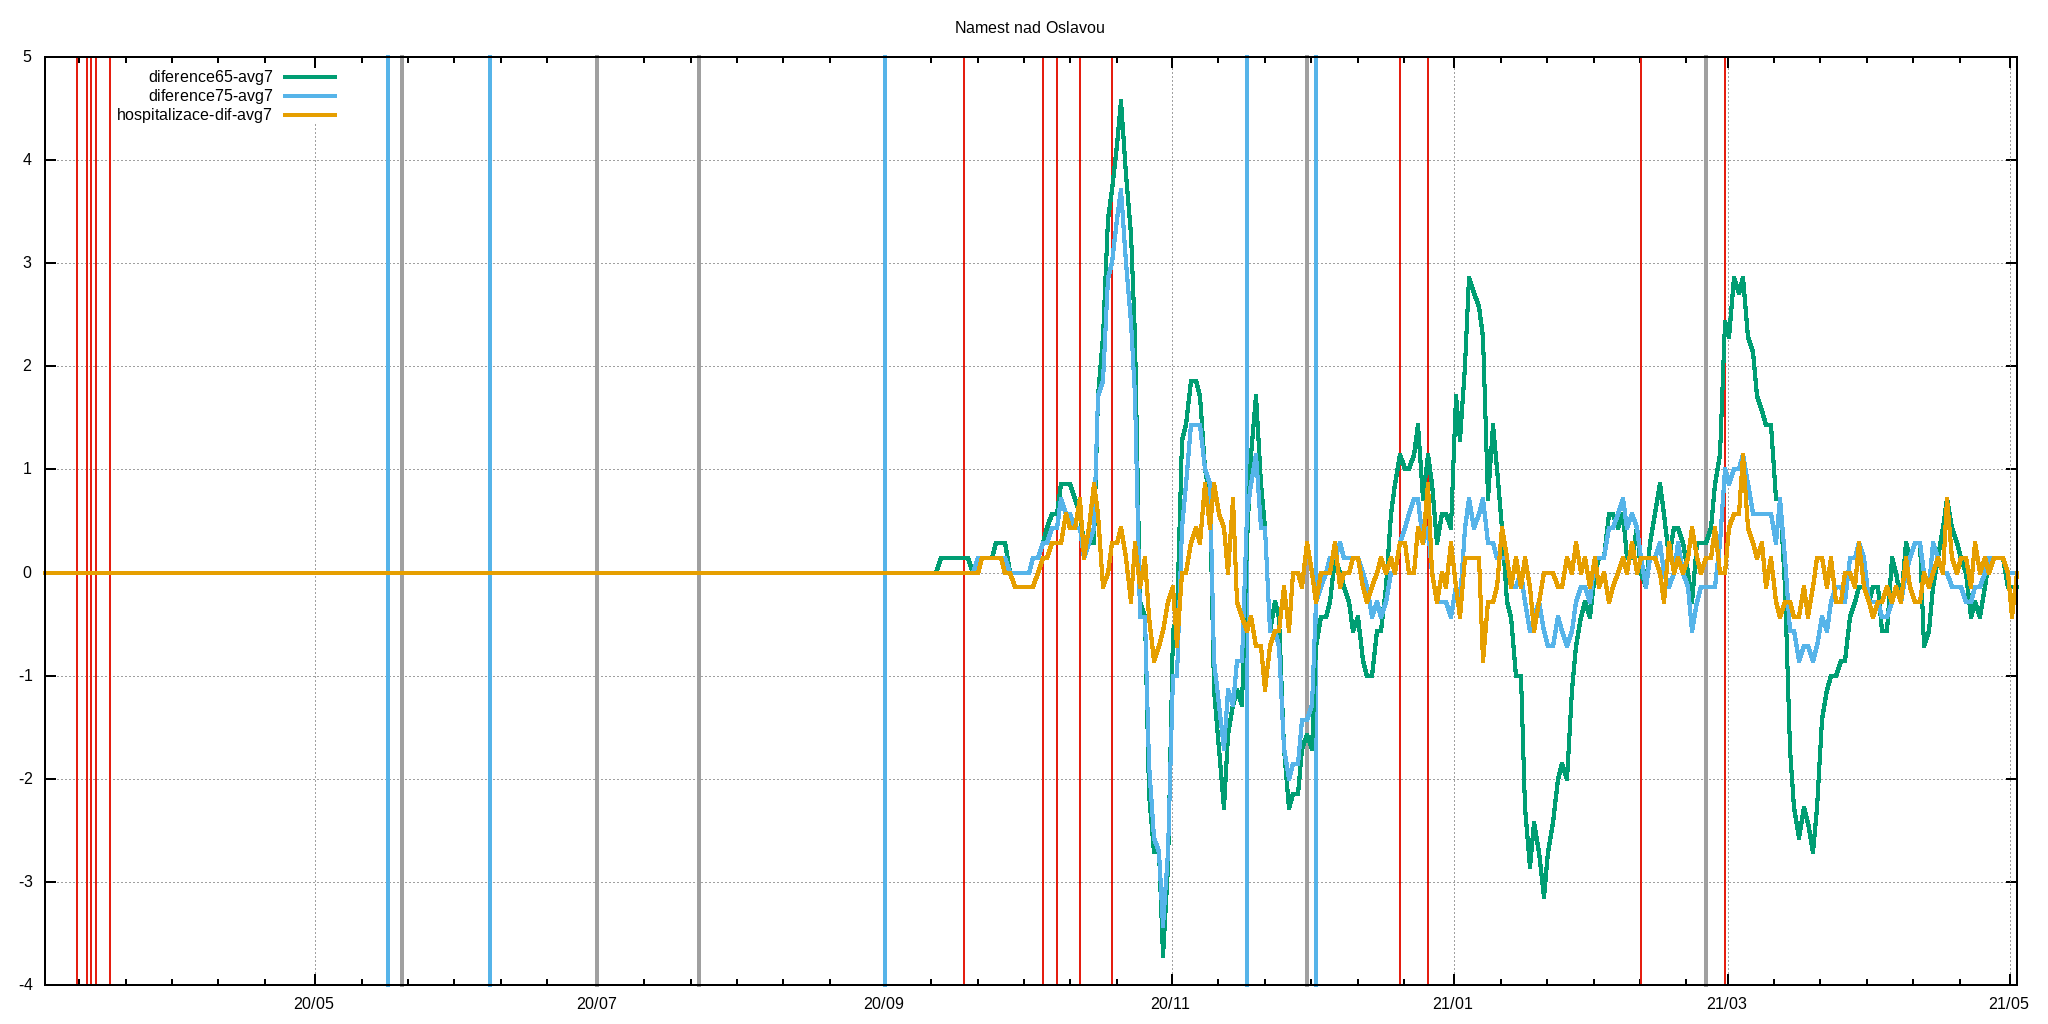 Namest nad Oslavou
diference65-avg7
diference75-avg7
hospitalizace-dif-avg7
5
4
3
2
1
0
-1
-2
-3
-4
20/05 20/07 20/09 20/11 21/01 21/03 21/05